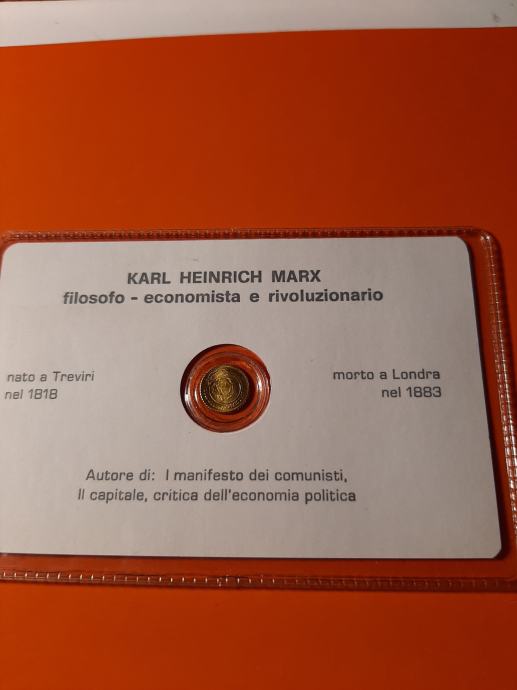 KARL HEINRICH MARX
filosofo - economista e rivoluzionario
nato a Treviri
nel 1818
morto a Londra
nel 1883
Autore di: I manifesto dei comunisti,
Il capitale, critica dell'economia politica